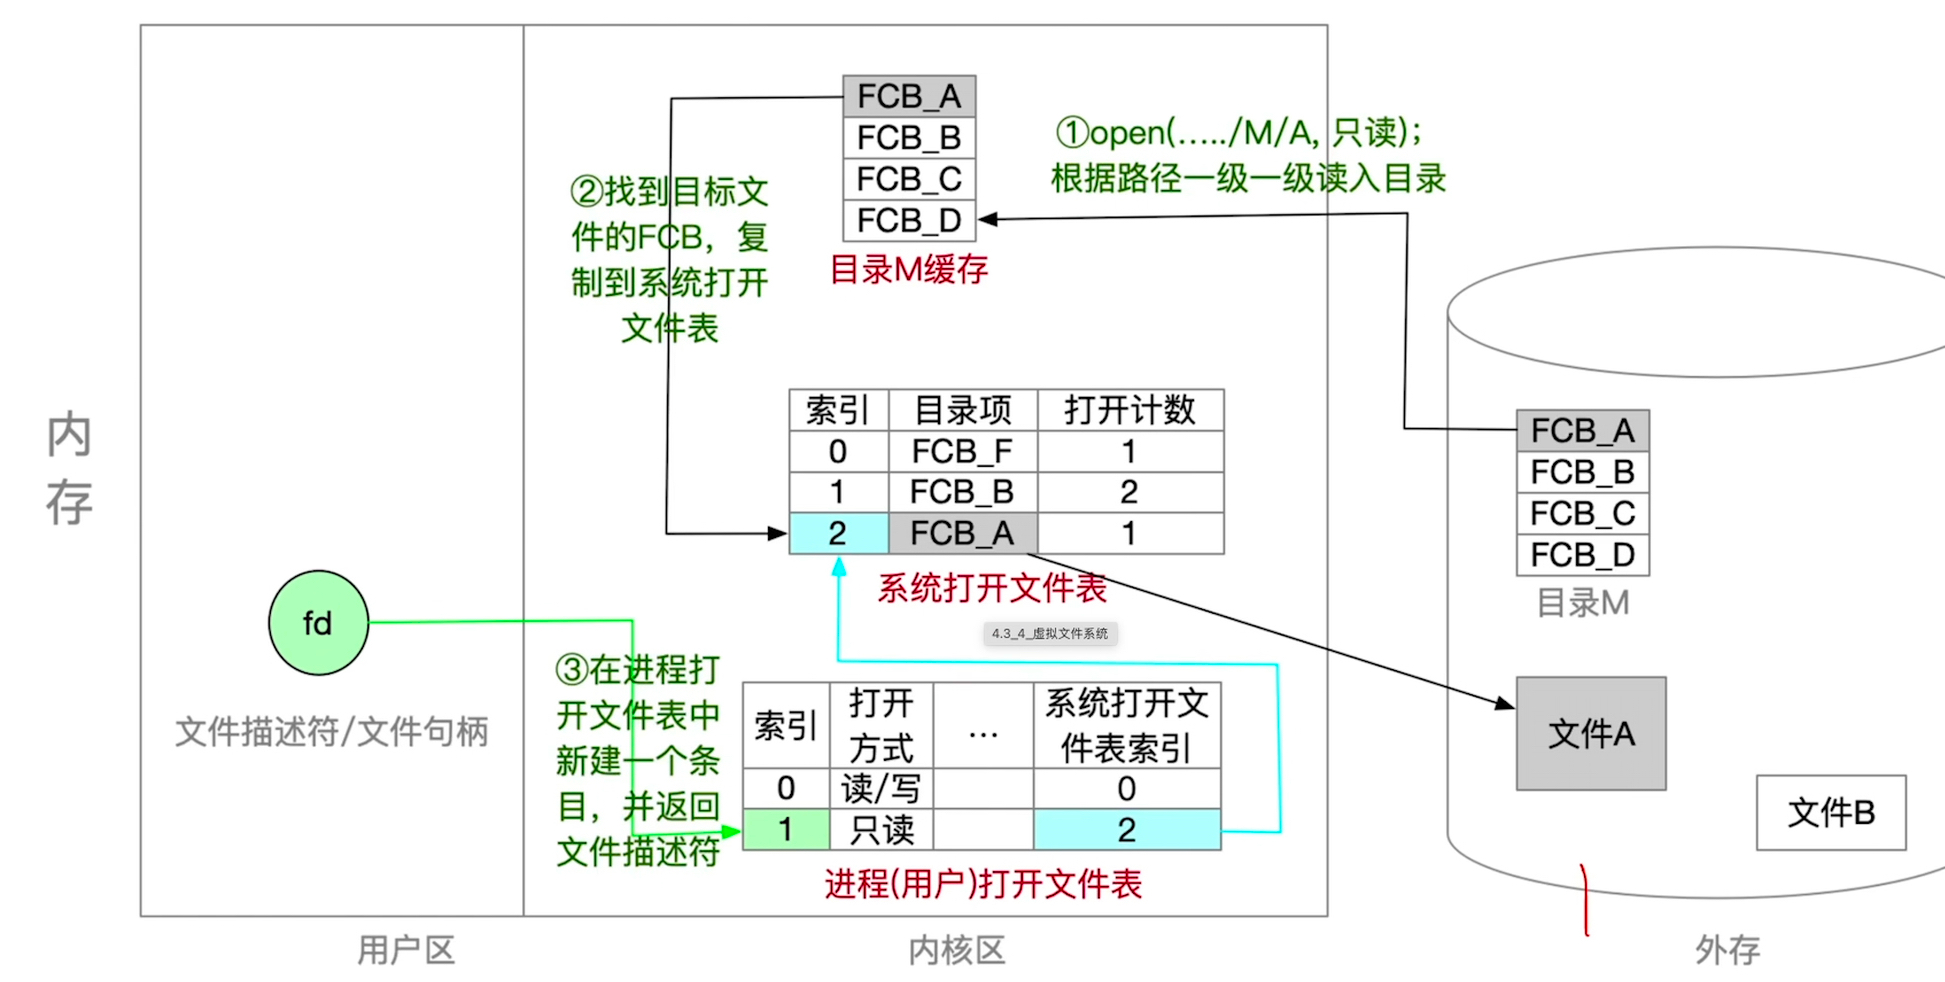 FCB_A
FCB_B
FCB_C
FCB_D
目录M缓存
①open(...../M/A, 只读);
根据路径一级一级读入目录
②找到目标文
件的FCB，复
制到系统打开
文件表
内
存
索引 目录项 打开计数
0 FCB_F 1
1 FCB_B 2
2 FCB_A 1
系统打开文件表
4.3_4_虚拟文件系统
FCB_A
FCB_B
FCB_C
FCB_D
目录M
fd
文件描述符/文件句柄
③在进程打
开文件表中
新建一个条
目，并返回
文件描述符
索引 打开方式 ... 系统打开文件表索引
0 读/写 0
1 只读 2
进程(用户)打开文件表
文件A
文件B
用户区
内核区
外存